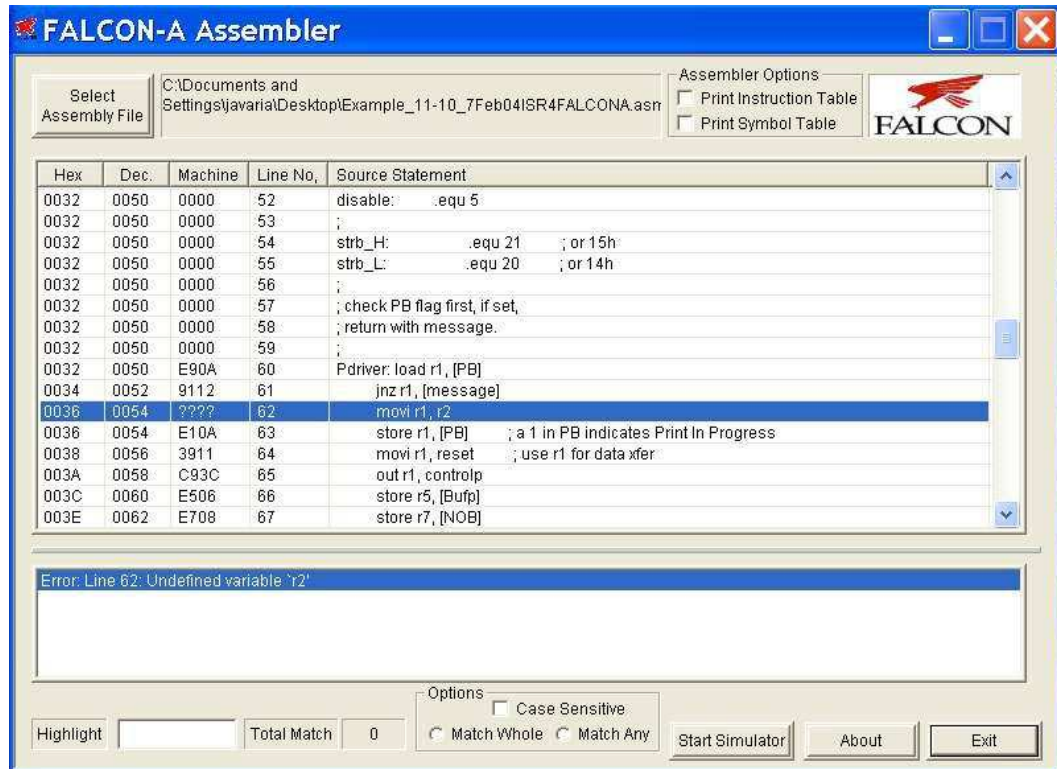 FALCON-A Assembler
Select
Assembly File
C:\Documents and
Settings\javaria\Desktop\Example_11-10_7Feb04ISR4FALCONA.asm
Assembler Options
Print Instruction Table
Print Symbol Table
FALCON
Hex Dec. Machine Line No, Source Statement
0032 0050 0000 52 disable: .equ 5
0032 0050 0000 53 ;
0032 0050 0000 54 strb_H: .equ 21 ; or 15h
0032 0050 0000 55 strb_L: .equ 20 ; or 14h
0032 0050 0000 56 ;
0032 0050 0000 57 ; check PB flag first, if set,
0032 0050 0000 58 ; return with message.
0032 0050 0000 59 ;
0032 0050 E90A 60 Pdriver: load r1, [PB]
0034 0052 9112 61 jnz r1, [message]
0036 0054 ???? 62 movi r1, r2
0036 0054 E10A 63 store r1, [PB] ; a 1 in PB indicates Print In Progress
0038 0056 3911 64 movi r1, reset ; use r1 for data xfer
003A 0058 C93C 65 out r1, controlp
003C 0060 E506 66 store r5, [Bufp]
003E 0062 E708 67 store r7, [NOB]
Error: Line 62: Undefined variable `r2'
Highlight
Total Match 0
Options
Case Sensitive
Match Whole Match Any
Start Simulator
About
Exit